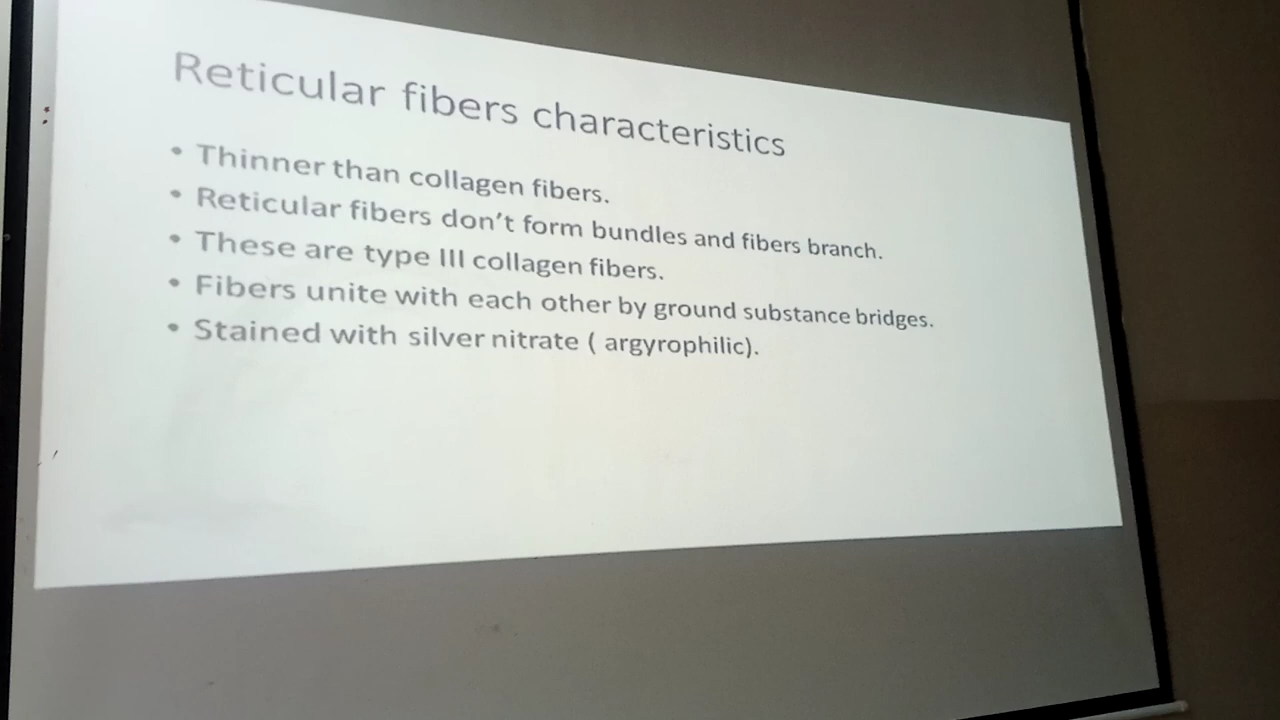 Reticular fibers characteristics
• Thinner than collagen fibers.
• Reticular fibers don't form bundles and fibers branch.
• These are type III collagen fibers.
• Fibers unite with each other by ground substance bridges.
• Stained with silver nitrate ( argyrophilic).